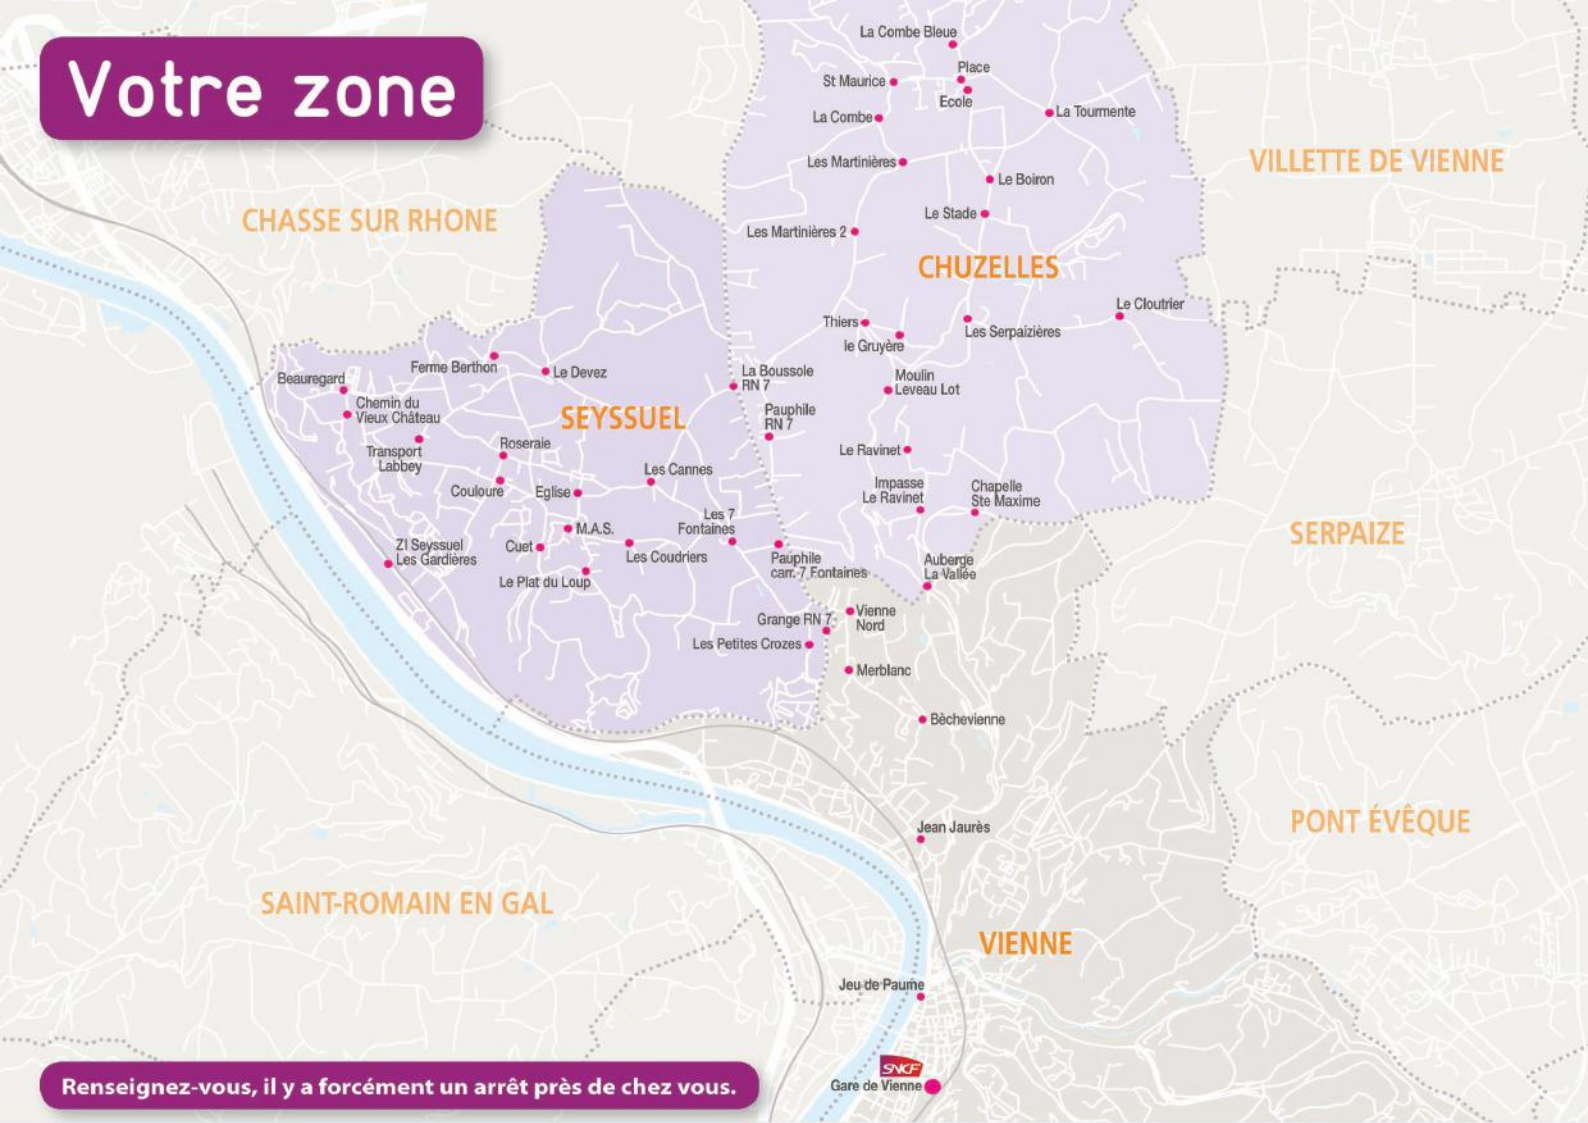 Votre zone
La Combe Bleue
Place
St Maurice
Ecole
La Combe
La Tourmente
Les Martinières
VILLETTE DE VIENNE
Le Boiron
CHASSE SUR RHONE
Le Stade
Les Martinières 2
CHUZELLES
Le Cloutrier
Thiers
Les Serpaizières
le Gruyère
Ferme Berthon
Le Devez
La Boussole
RN 7
Beauregard
Moulin
Leveau Lot
Chemin du
Vieux Château
SEYSSUEL
Pauphile
RN 7
Transport
Labbey
Roseraie
Le Ravinet
Les Cannes
Couloure
Eglise
Impasse
Le Ravinet
Chapelle
Ste Maxime
Les 7
Fontaines
M.A.S.
SERPAIZE
ZI Seyssuel
Les Gardières
Cuet
Les Coudriers
Pauphile
carr. 7 Fontaines
Auberge
La Vallée
Le Plat du Loup
Vienne
Nord
Grange RN 7
Les Petites Crozes
Merblanc
Bèchevienne
PONT ÉVÊQUE
Jean Jaurès
SAINT-ROMAIN EN GAL
VIENNE
Jeu de Paume
SNCF
Gare de Vienne
Renseignez-vous, il y a forcément un arrêt près de chez vous.